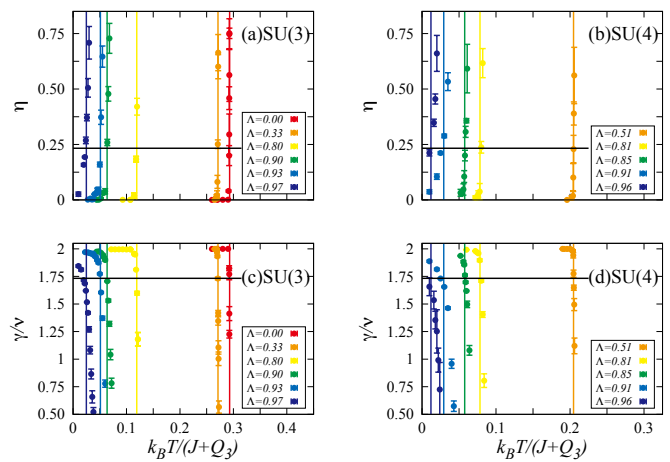 (a)SU(3)
η
0.75
0.50
0.25
0
Λ=0.00
Λ=0.33
Λ=0.80
Λ=0.90
Λ=0.93
Λ=0.97
(b)SU(4)
η
0.75
0.50
0.25
0
Λ=0.51
Λ=0.81
Λ=0.85
Λ=0.91
Λ=0.96
(c)SU(3)
γ/ν
2
1.75
1.5
1.25
1
0.75
0.50
0
0.1
0.2
0.3
Λ=0.00
Λ=0.33
Λ=0.80
Λ=0.90
Λ=0.93
Λ=0.97
k_BT/(J+Q_3)
(d)SU(4)
γ/ν
2
1.75
1.5
1.25
1
0.75
0.50
0
0.1
0.2
0.3
0.4
Λ=0.51
Λ=0.81
Λ=0.85
Λ=0.91
Λ=0.96
k_BT/(J+Q_3)